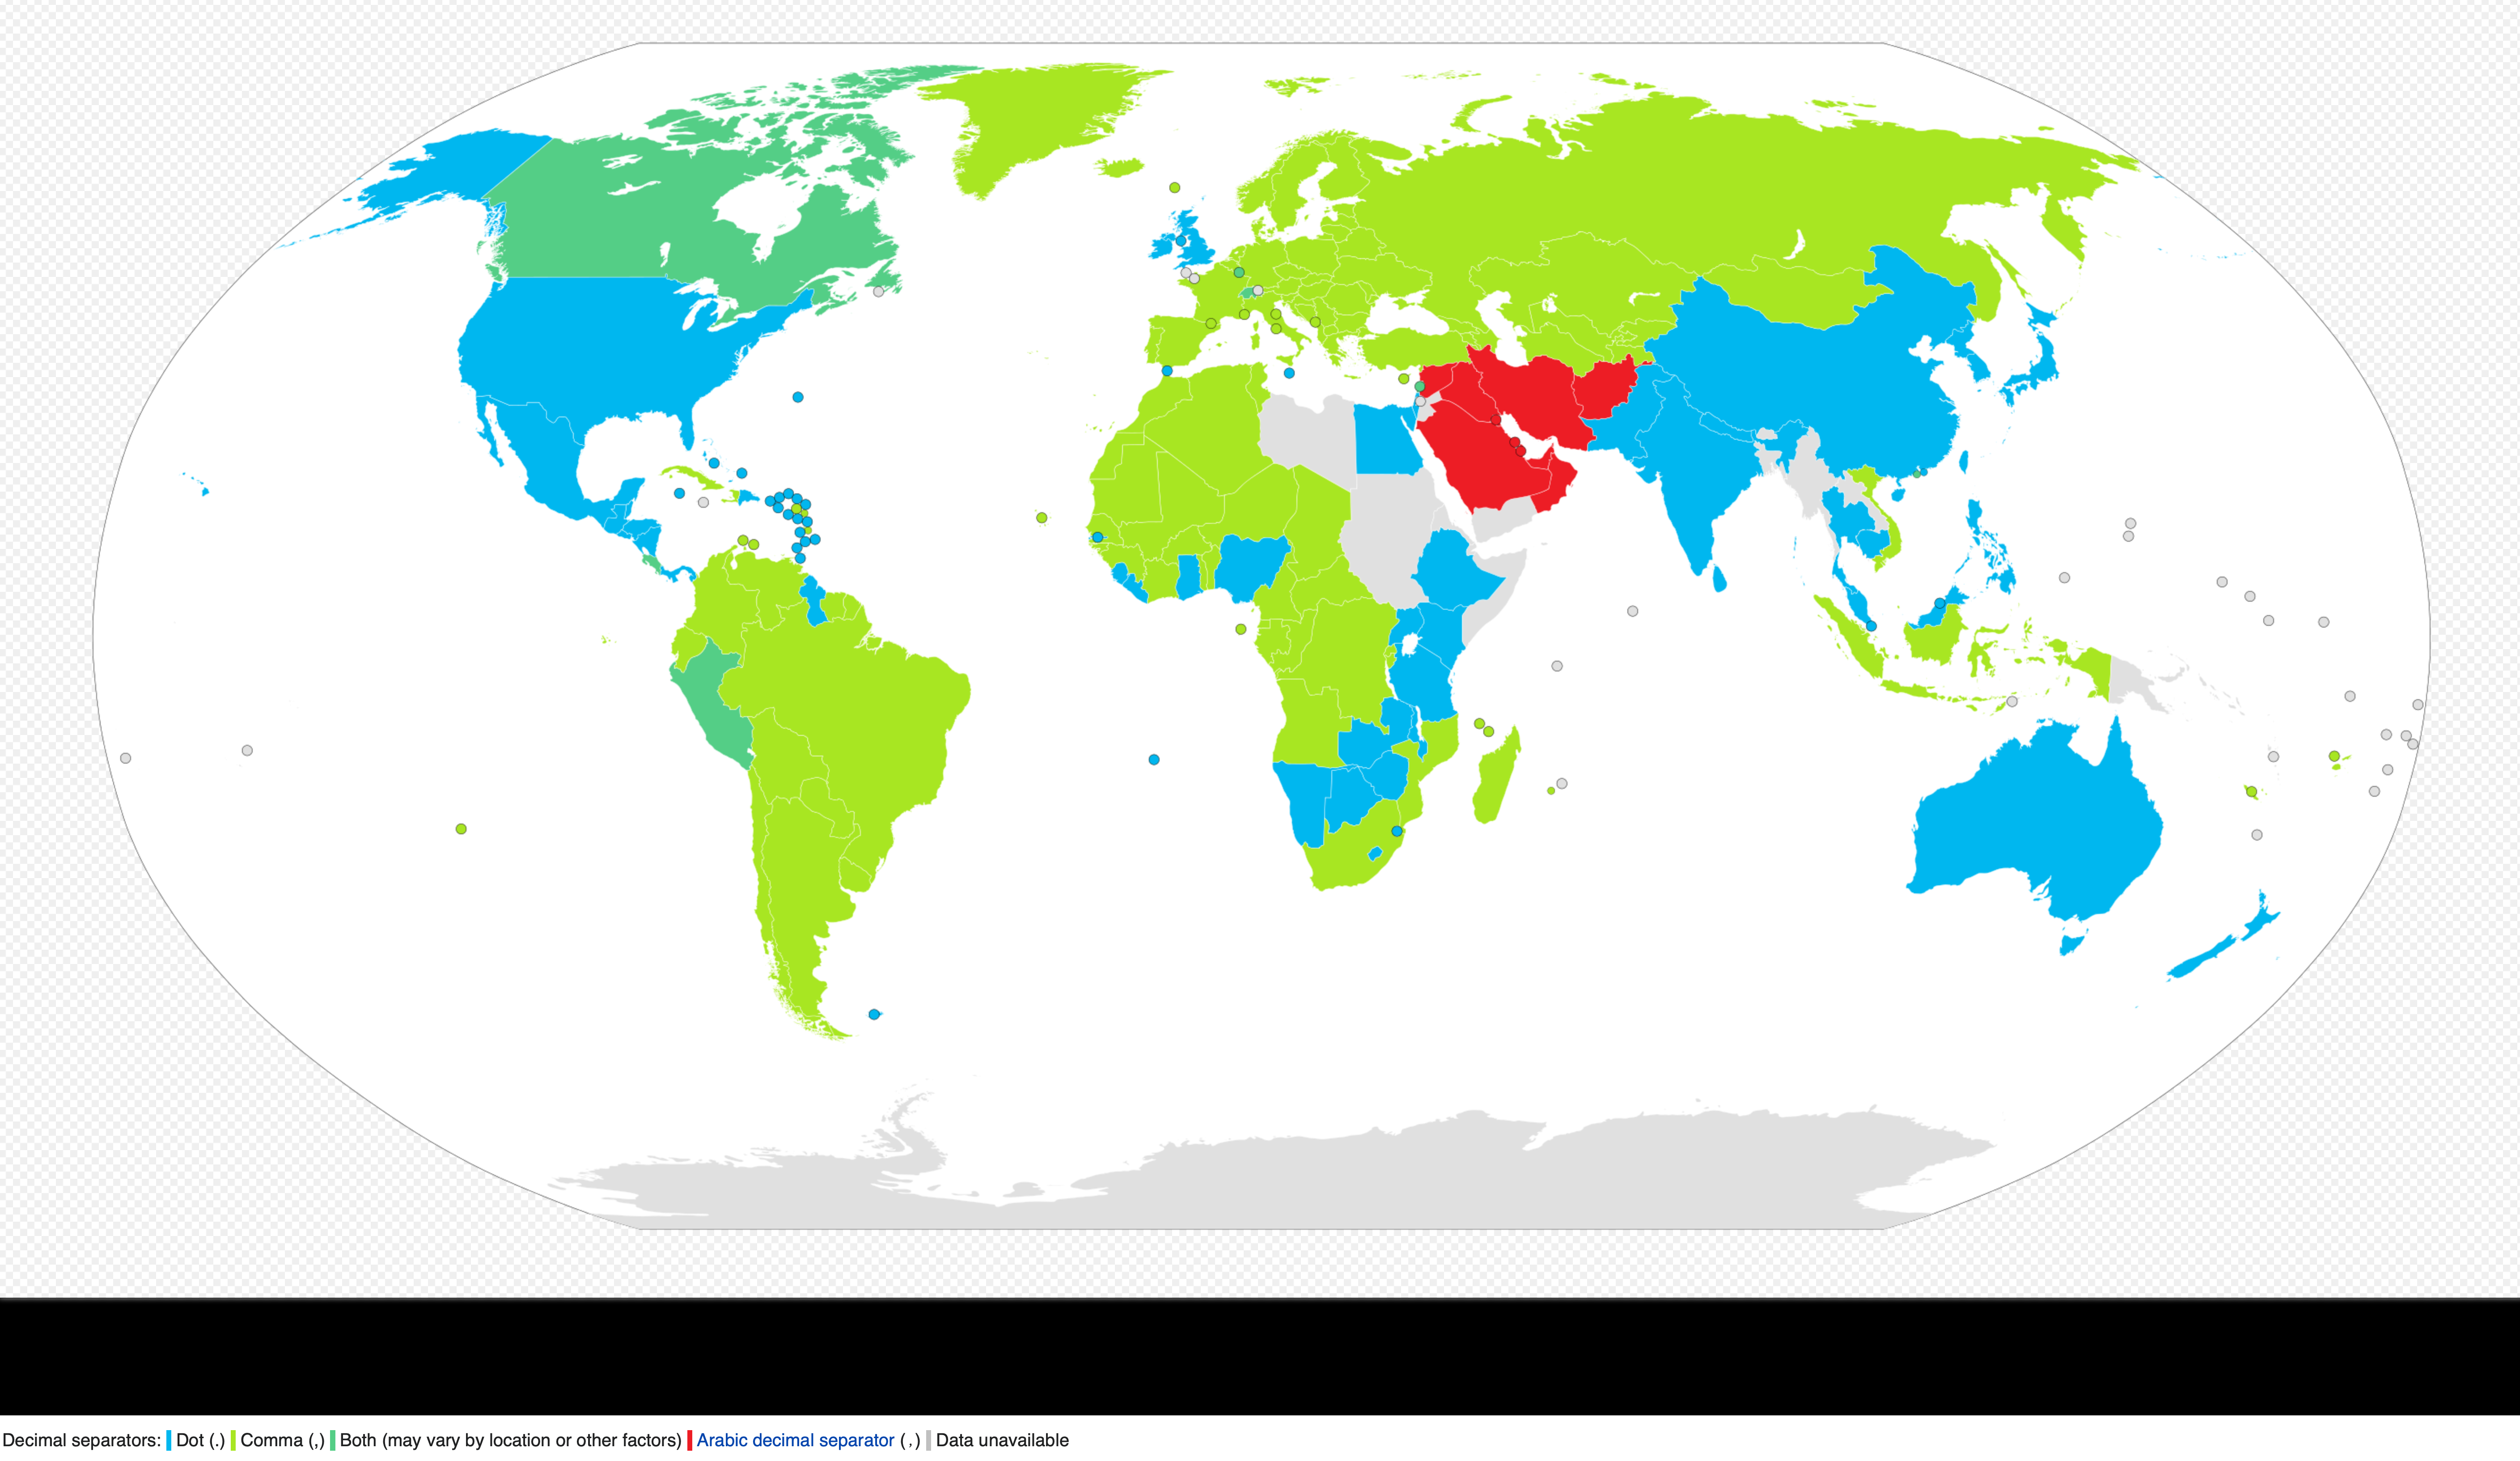 Decimal separators: Dot (.) Comma (,) Both (may vary by location or other factors) Arabic decimal separator (٫) Data unavailable